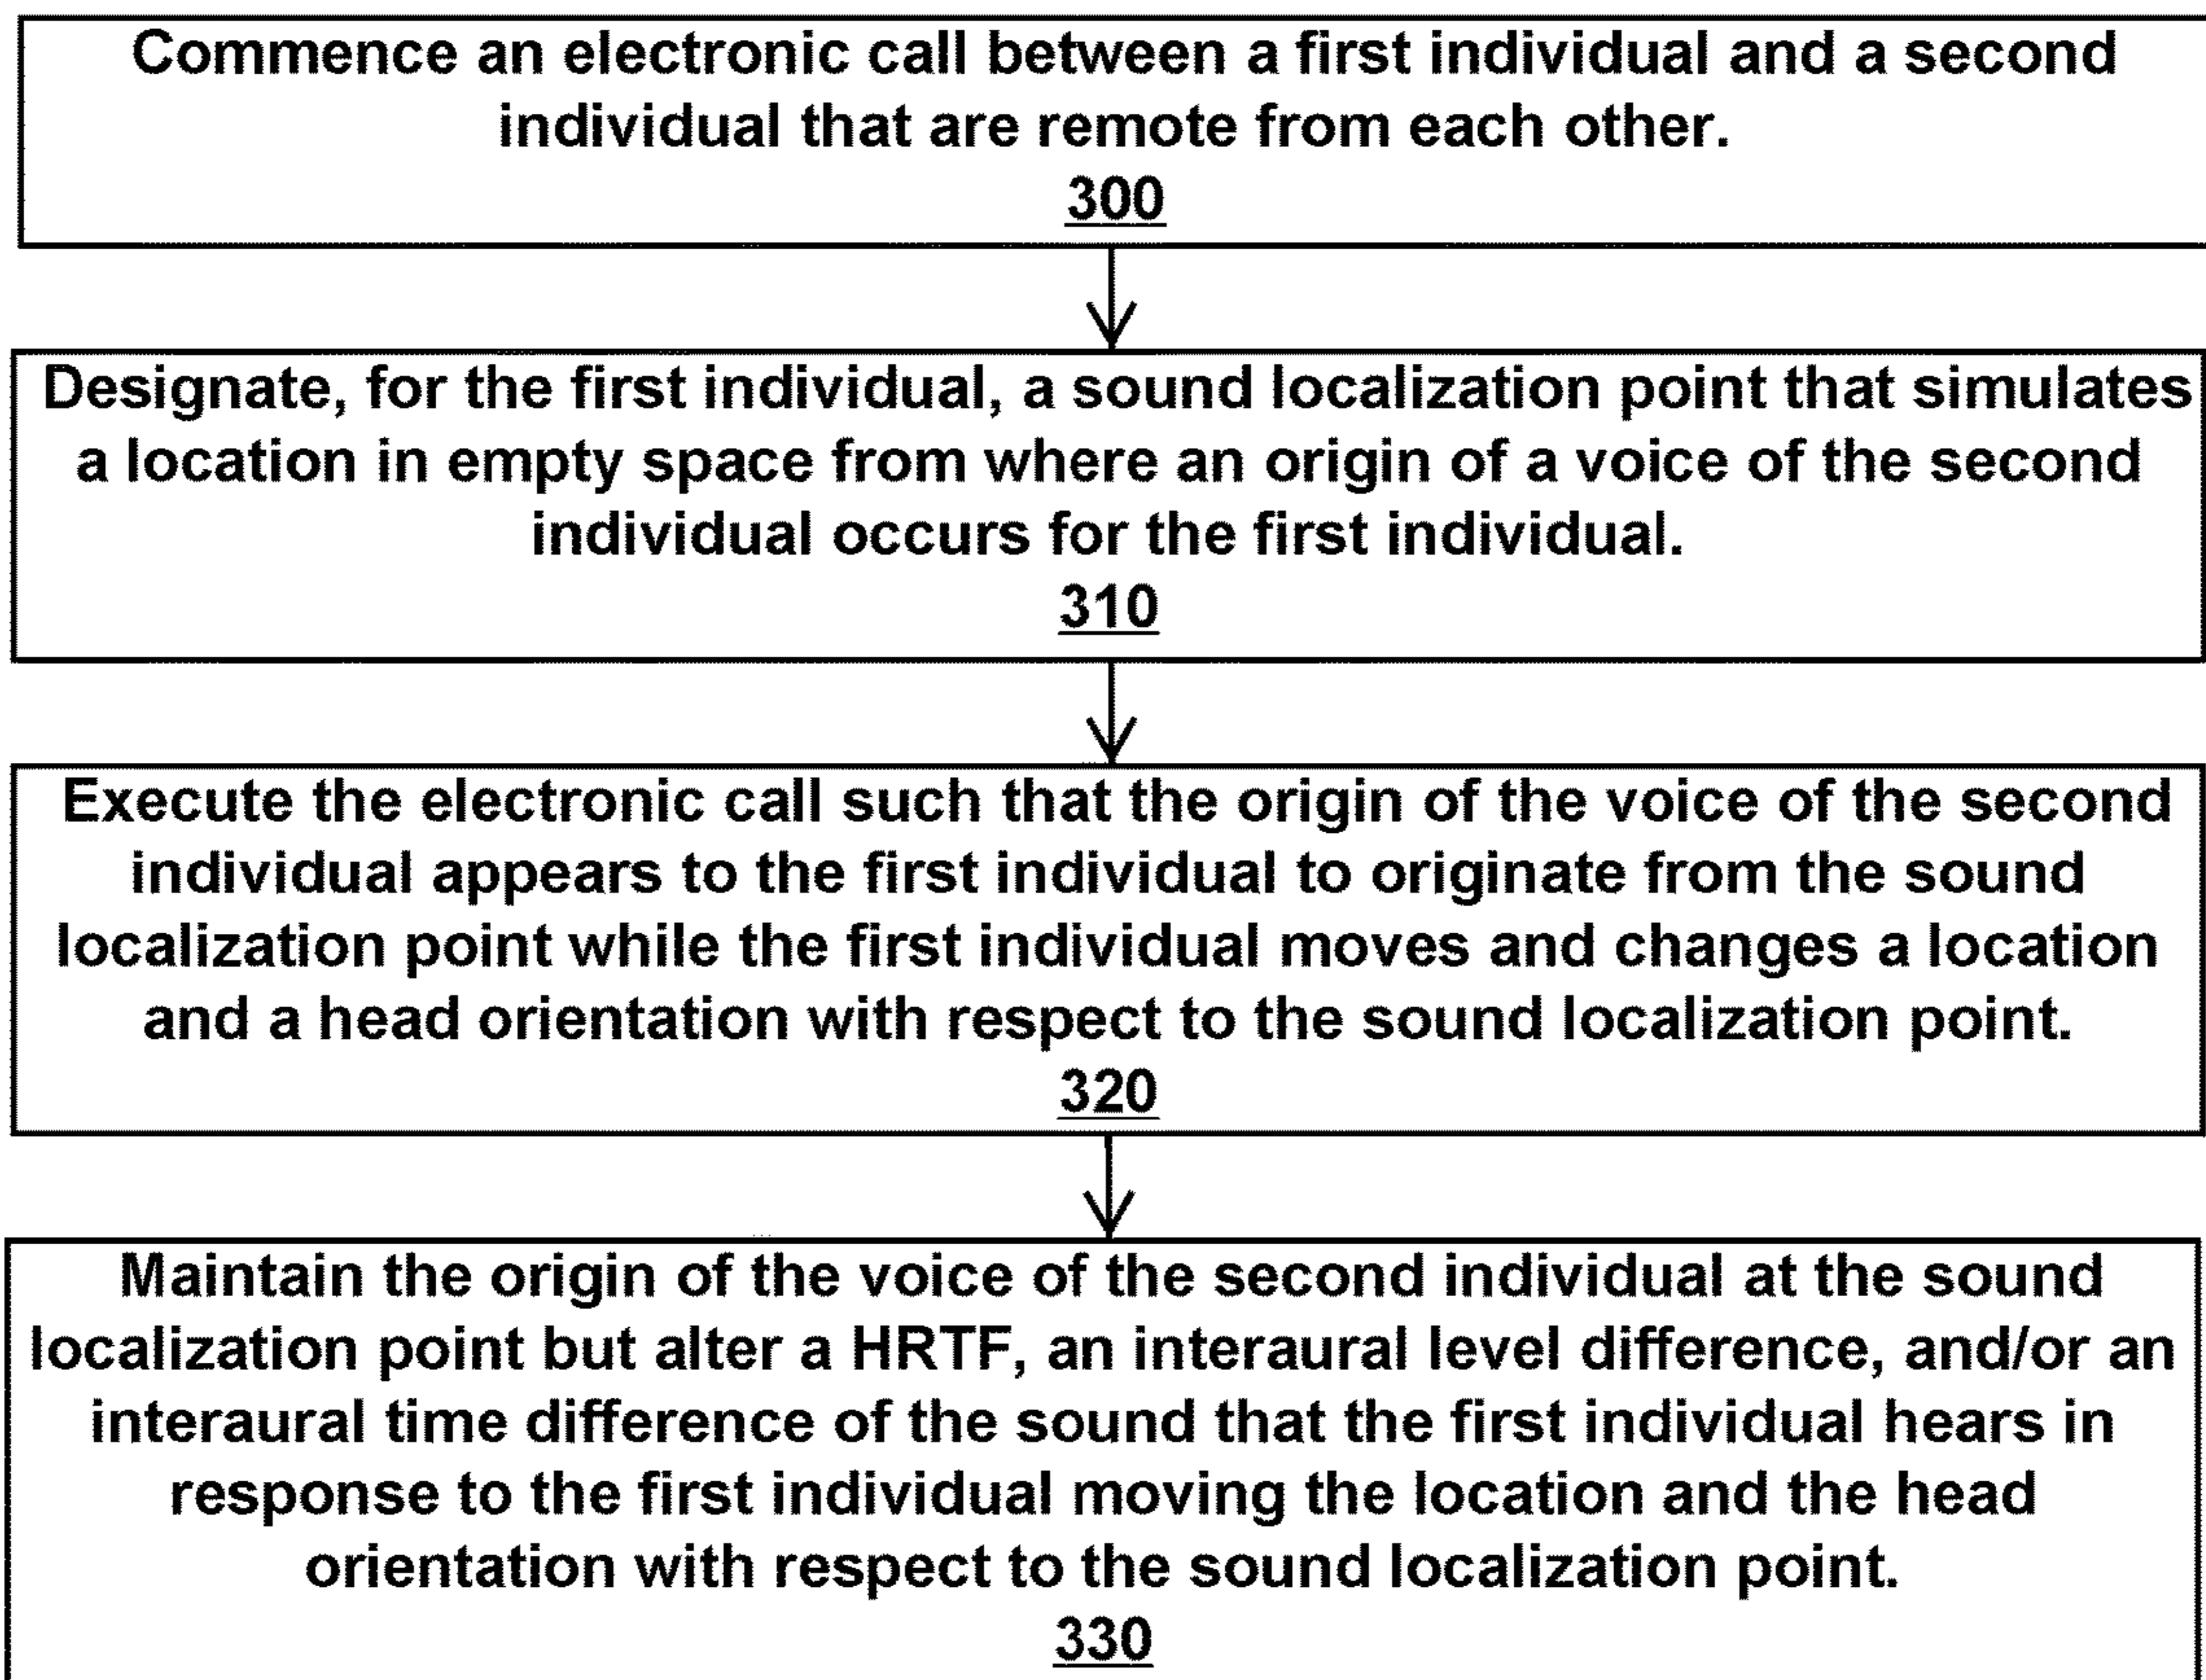 Commence an electronic call between a first individual and a second
individual that are remote from each other.
300
Designate, for the first individual, a sound localization point that simulates
a location in empty space from where an origin of a voice of the second
individual occurs for the first individual.
310
Execute the electronic call such that the origin of the voice of the second
individual appears to the first individual to originate from the sound
localization point while the first individual moves and changes a location
and a head orientation with respect to the sound localization point.
320
Maintain the origin of the voice of the second individual at the sound
localization point but alter a HRTF, an interaural level difference, and/or an
interaural time difference of the sound that the first individual hears in
response to the first individual moving the location and the head
orientation with respect to the sound localization point.
330